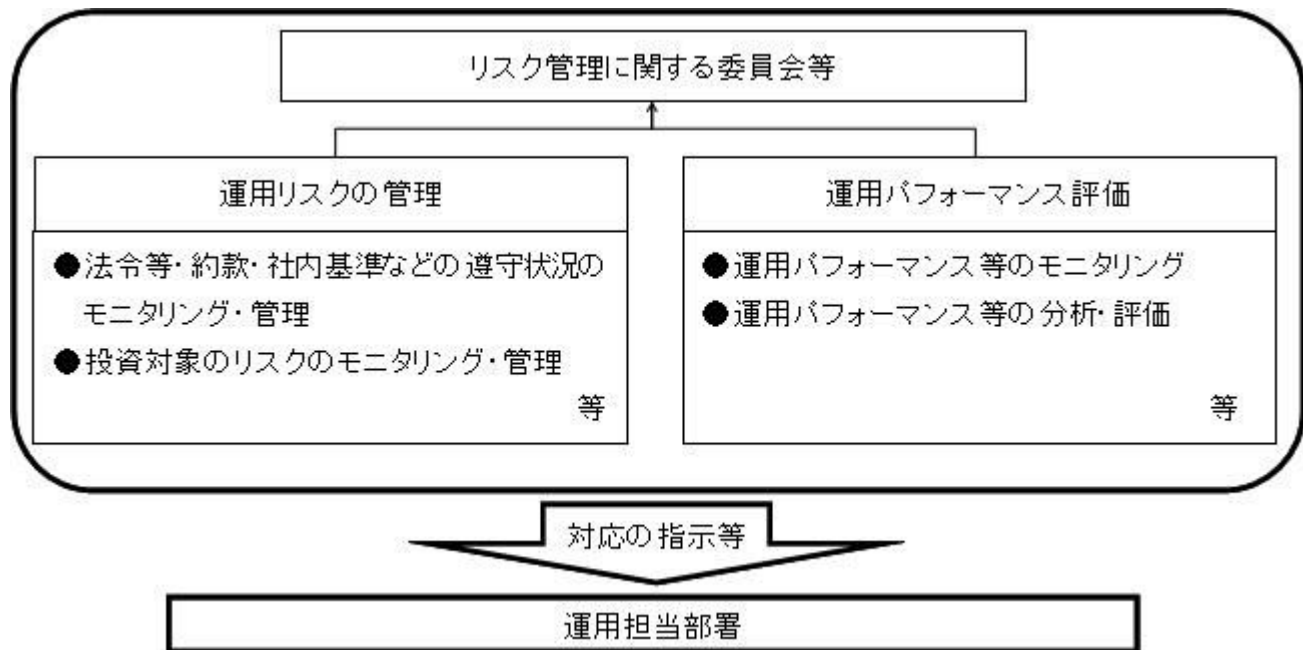 リスク管理に関する委員会等
運用リスクの管理
●法令等・約款・社内基準などの遵守状況の
モニタリング・管理
●投資対象のリスクのモニタリング・管理
等
運用パフォーマンス評価
●運用パフォーマンス等のモニタリング
●運用パフォーマンス等の分析・評価
等
対応の指示等
運用担当部署